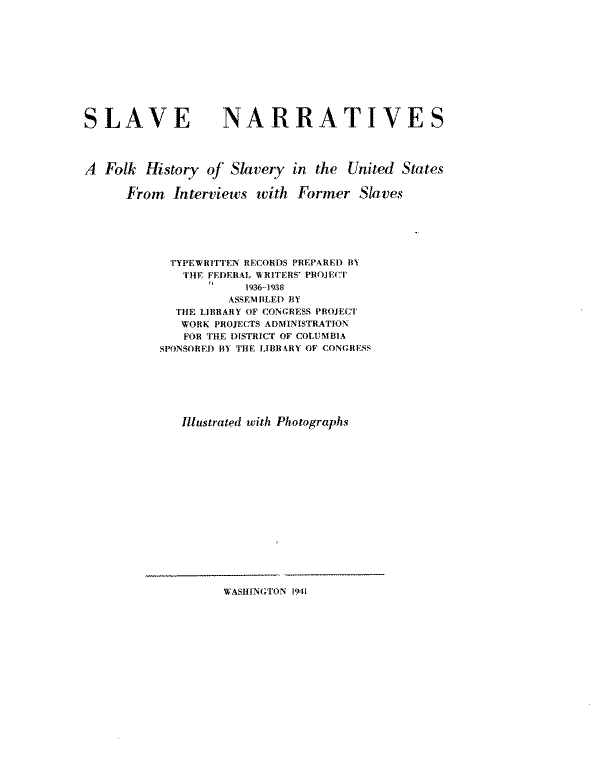 SLAVE NARRATIVES
A Folk History of Slavery in the United States
From Interviews with Former Slaves
TYPEWRITTEN RECORDS PREPARED BY
THE FEDERAL WRITERS' PROJECT
1936-1938
ASSEMBLED BY
THE LIBRARY OF CONGRESS PROJECT
WORK PROJECTS ADMINISTRATION
FOR THE DISTRICT OF COLUMBIA
SPONSORED BY THE LIBRARY OF CONGRESS
Illustrated with Photographs
WASHINGTON 1941